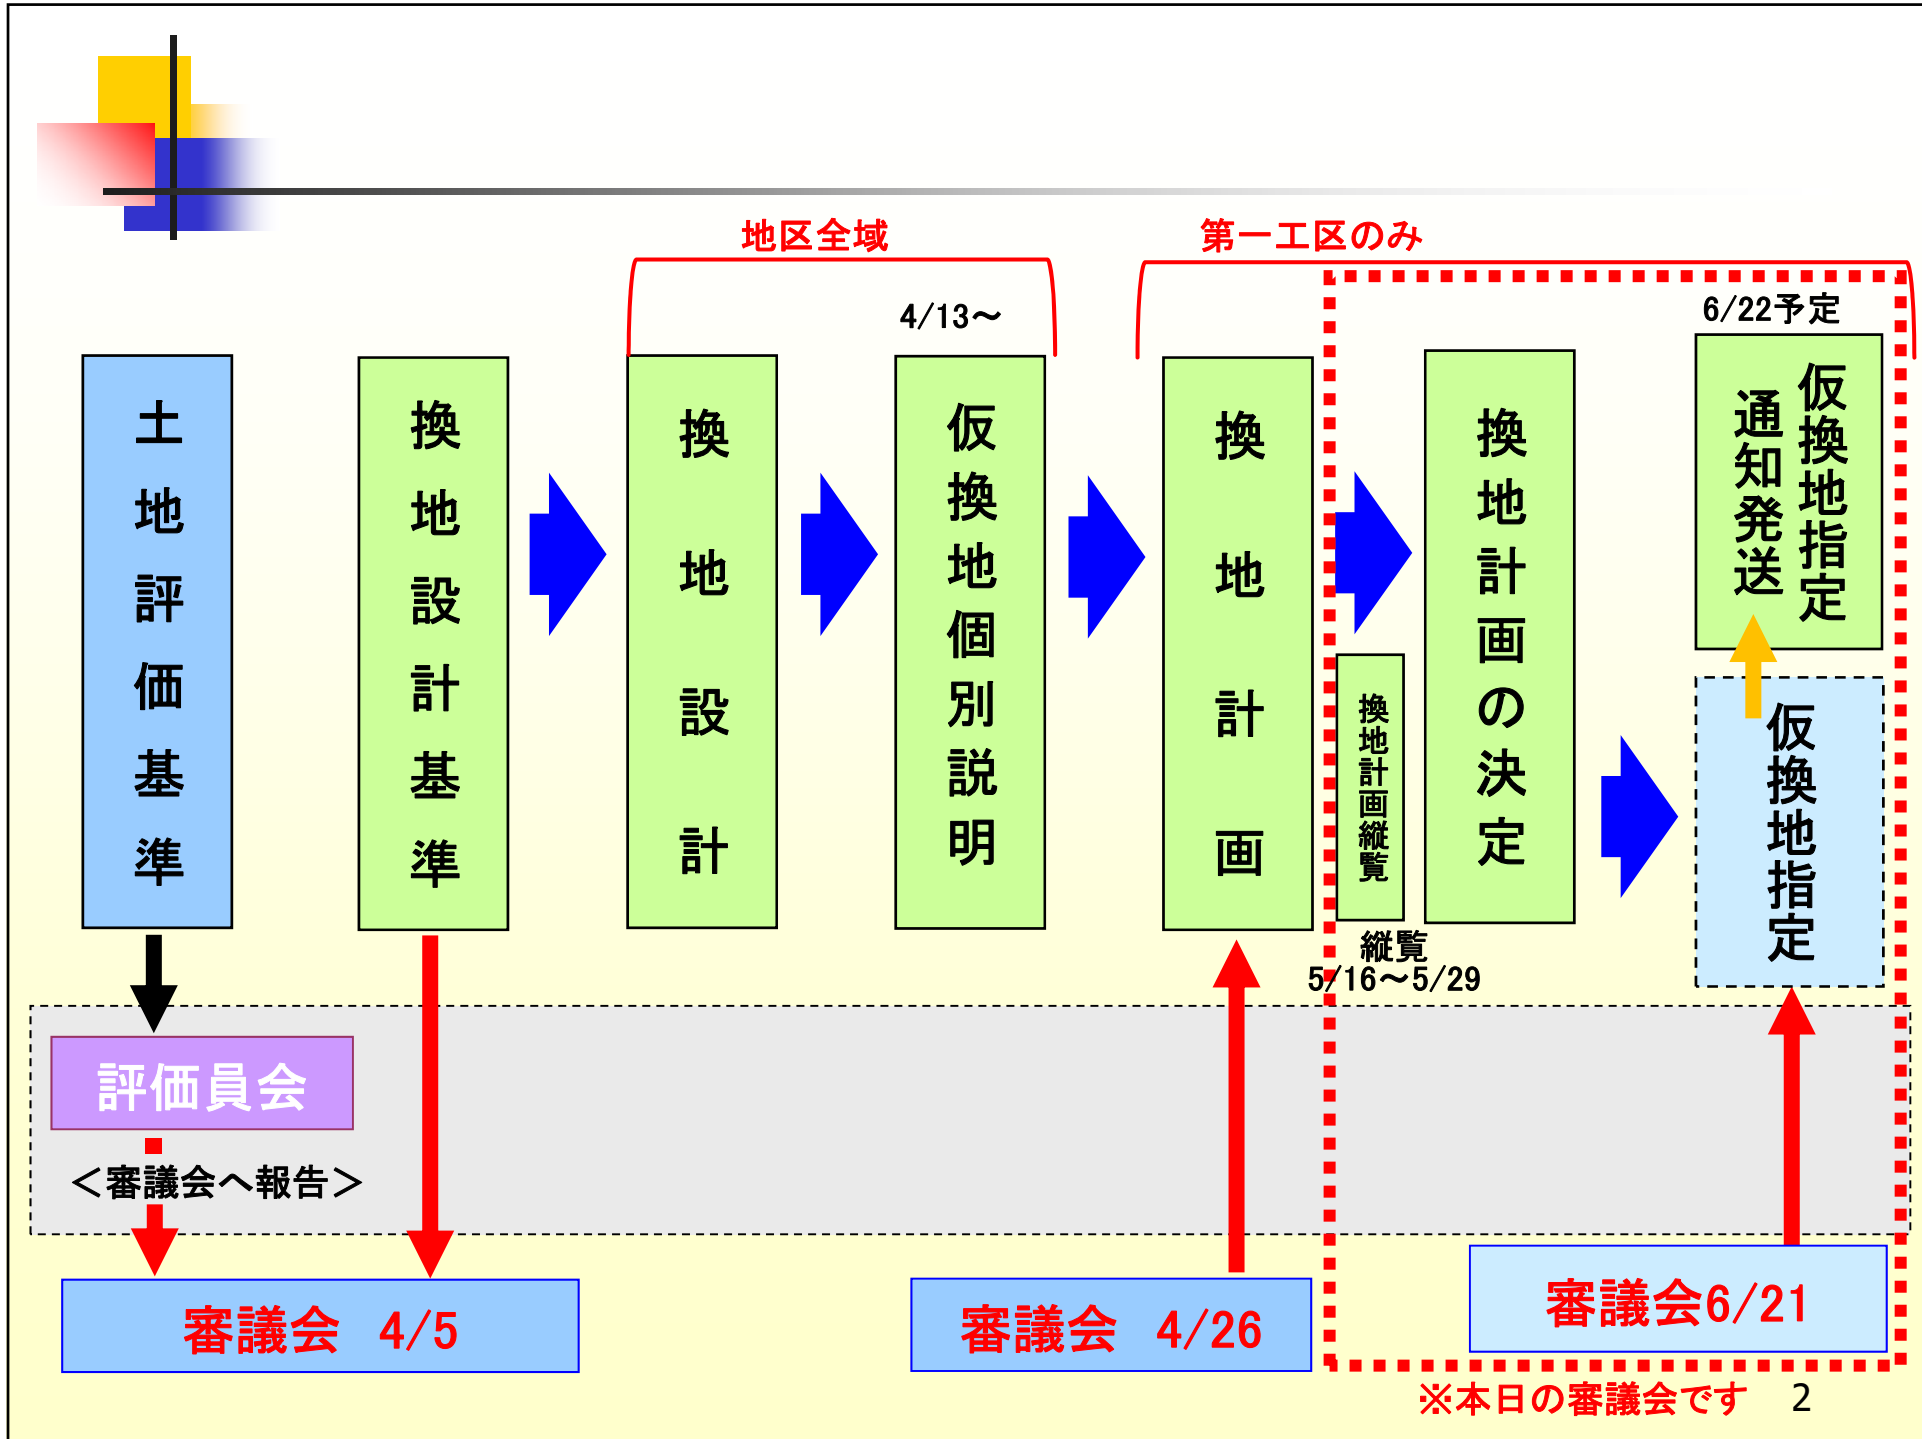 地区全域
第一工区のみ
4/13～
6/22予定
土地評価基準
換地設計基準
換地設計
仮換地個別説明
換地計画
換地計画縦覧
縦覧
5/16～5/29
換地計画の決定
仮換地指定
通知発送
仮換地指定
評価員会
＜審議会へ報告＞
審議会 4/5
審議会 4/26
審議会6/21
※本日の審議会です
2